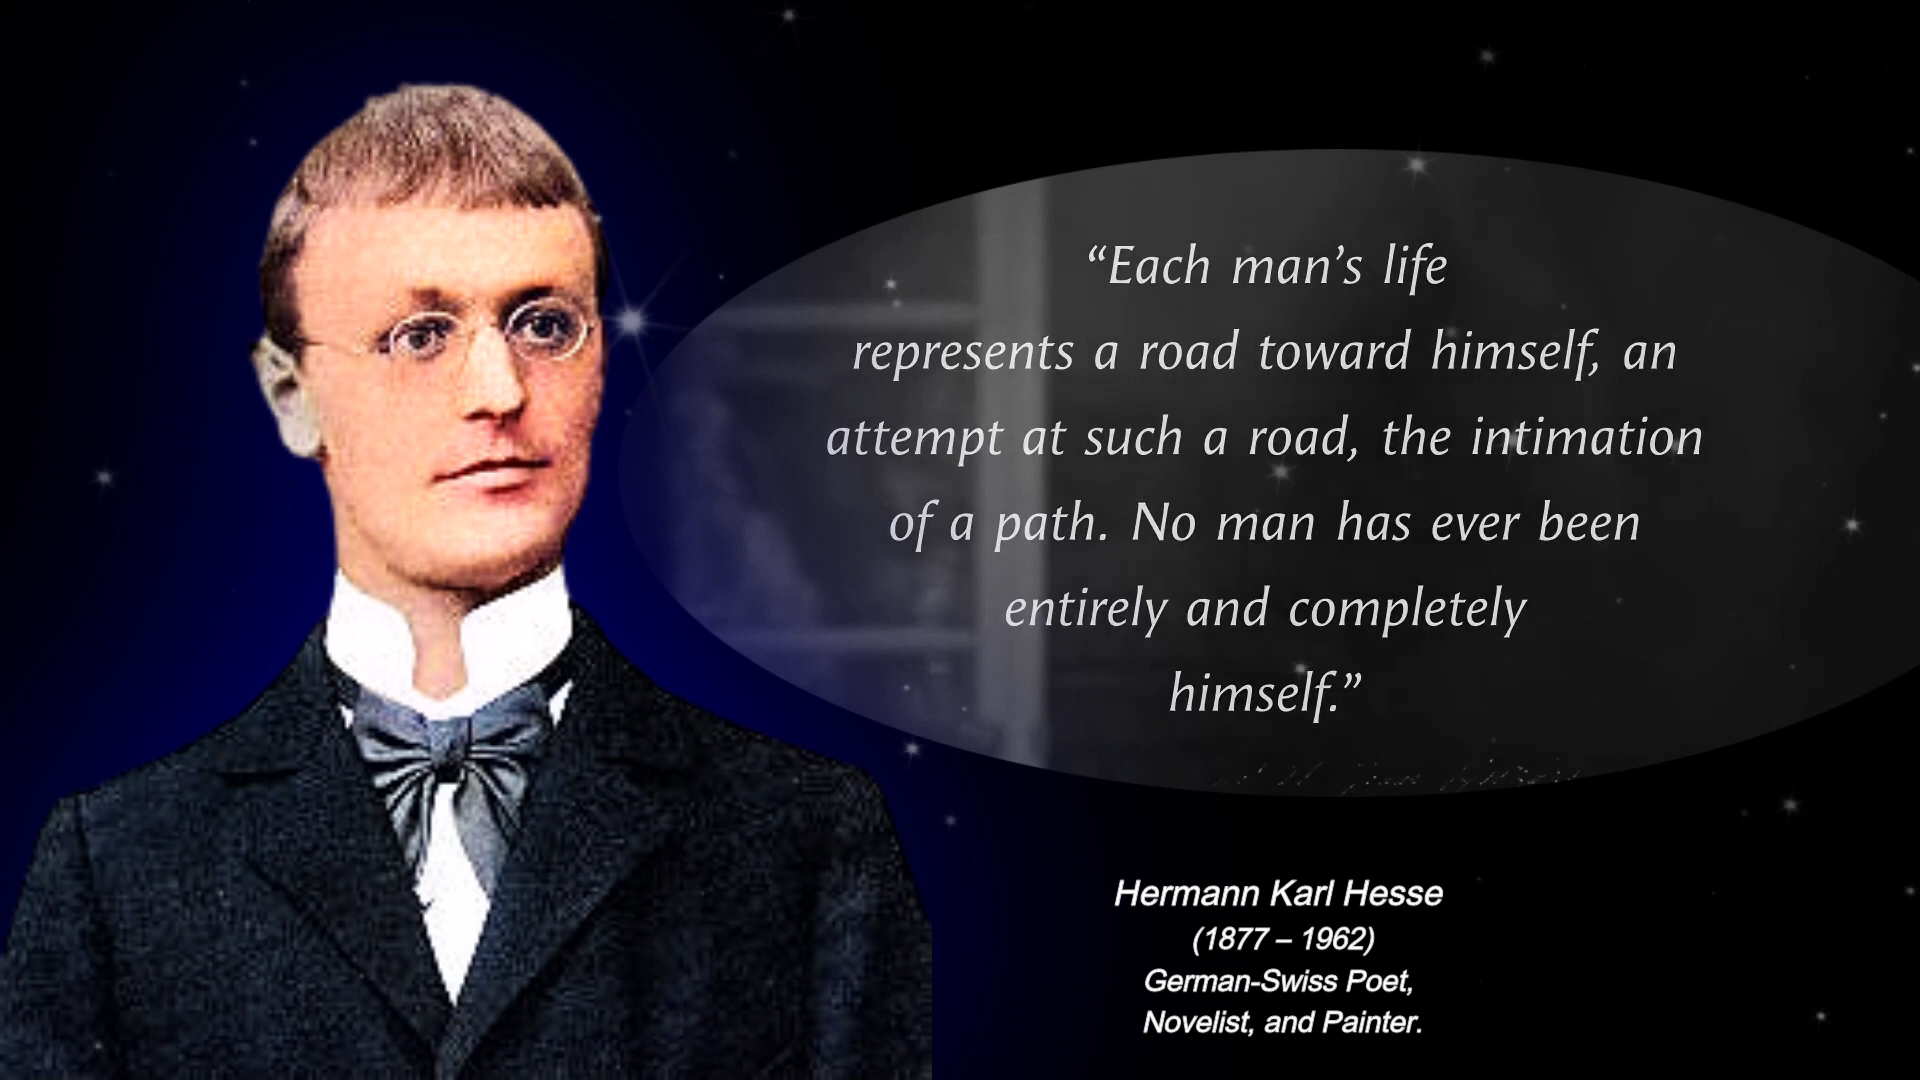 “Each man’s life
represents a road toward himself, an
attempt at such a road, the intimation
of a path. No man has ever been
entirely and completely
himself.”
Hermann Karl Hesse
(1877 – 1962)
German-Swiss Poet,
Novelist, and Painter.